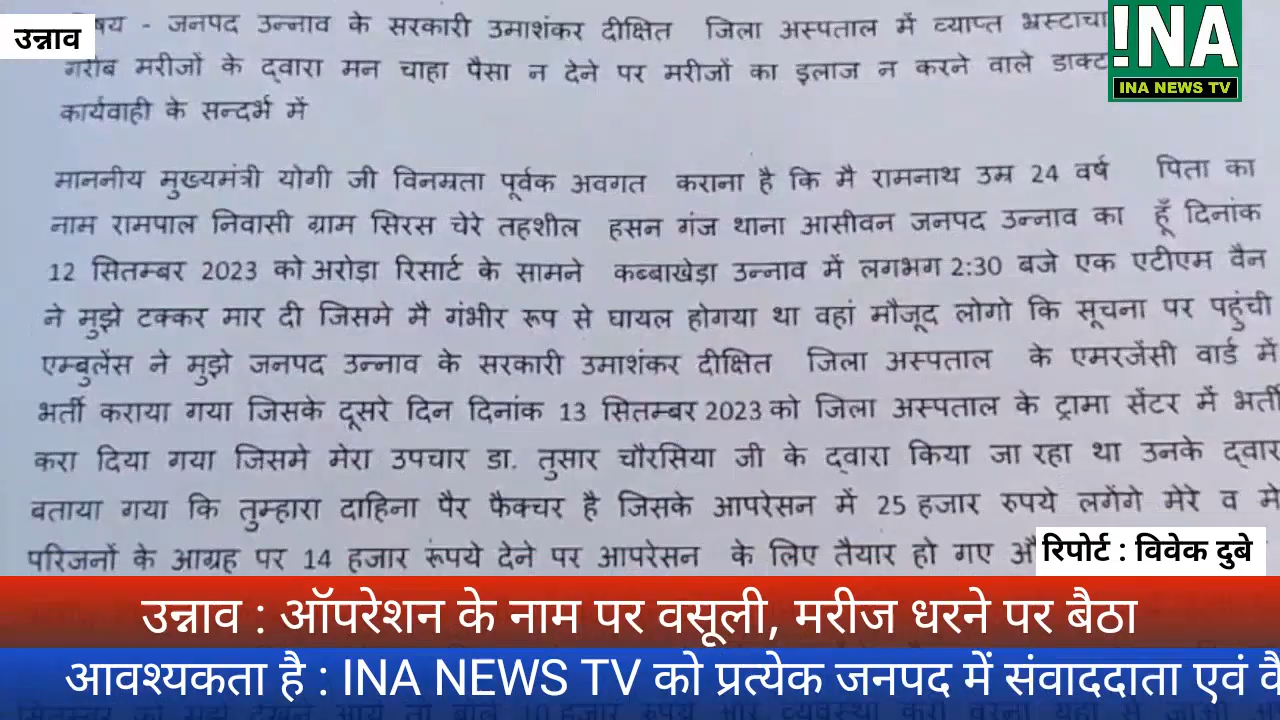 उन्नाव
विषय - जनपद उन्नाव के सरकारी उमाशंकर दीक्षित जिला अस्पताल में व्याप्त
गरीब मरीजों के द्वारा मन चाहा पैसा न देने पर मरीजों का इलाज न करने वाले
कार्यवाही के सन्दर्भ में
!NA
INA NEWS TV
माननीय मुख्यमंत्री योगी जी विनम्रता पूर्वक अवगत कराना है कि मै रामनाथ उम्र 24 वर्ष पिता का
नाम रामपाल निवासी ग्राम सिरस चेरे तहशील हसन गंज थाना आसीवन जनपद उन्नाव का हूँ दिनांक
12 सितम्बर 2023 को अरोड़ा रिसार्ट के सामने कब्बाखेड़ा उन्नाव में लगभग 2:30 बजे एक एटीएम वैन
ने मुझे टक्कर मार दी जिसमे मै गंभीर रूप से घायल होगया था वहां मौजूद लोगो कि सूचना पर पहुंची
एम्बुलेंस ने मुझे जनपद उन्नाव के सरकारी उमाशंकर दीक्षित जिला अस्पताल के एमरजेंसी वार्ड में
भर्ती कराया गया जिसके दूसरे दिन दिनांक 13 सितम्बर 2023 को जिला अस्पताल के ट्रामा सेंटर में भर्ती
करा दिया गया जिसमे मेरा उपचार डा. तुसार चौरसिया जी के द्वारा किया जा रहा था उनके
बताया गया कि तुम्हारा दाहिना पैर फैक्चर है जिसके आपरेसन में 25 हजार रुपये लगेंगे मेरे व
परिजनों के आग्रह पर 14 हजार रूंपये देने पर आपरेसन के लिए तैयार हो गए
रिपोर्ट : विवेक दुबे
उन्नाव : ऑपरेशन के नाम पर वसूली, मरीज धरने पर बैठा
आवश्यकता है : INA NEWS TV को प्रत्येक जनपद में संवाददाता एवं